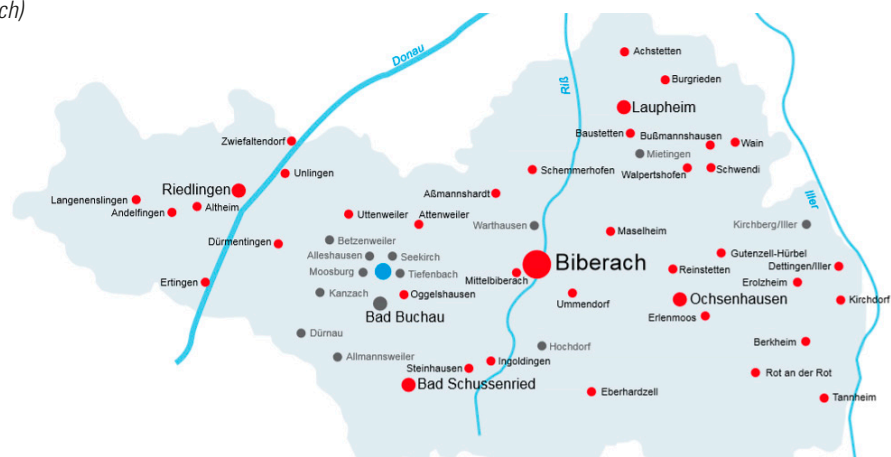 ch)
Donau
Riß
Achstetten
Burgrieden
Laupheim
Baustetten
Bußmannshausen
Wain
Zwiefaltendorf
Mietingen
Walpertshofen
Schwendi
Unlingen
Schemmerhofen
Riedlingen
Aßmannshardt
Langenenslingen
Altheim
Andelfingen
Iller
Uttenweiler
Attenweiler
Warthausen
Kirchberg/Iller
Maselheim
Dürmentingen
Betzenweiler
Alleshausen
Seekirch
Gutenzell-Hürbel
Biberach
Dettingen/Iller
Moosburg
Tiefenbach
Mittelbiberach
Reinstetten
Ertingen
Erolzheim
Kanzach
Oggelshausen
Ummendorf
Ochsenhausen
Kirchdorf
Bad Buchau
Erlenmoos
Dürnau
Berkheim
Hochdorf
Allmannsweiler
Ingoldingen
Steinhausen
Rot an der Rot
Bad Schussenried
Eberhardzell
Tannheim